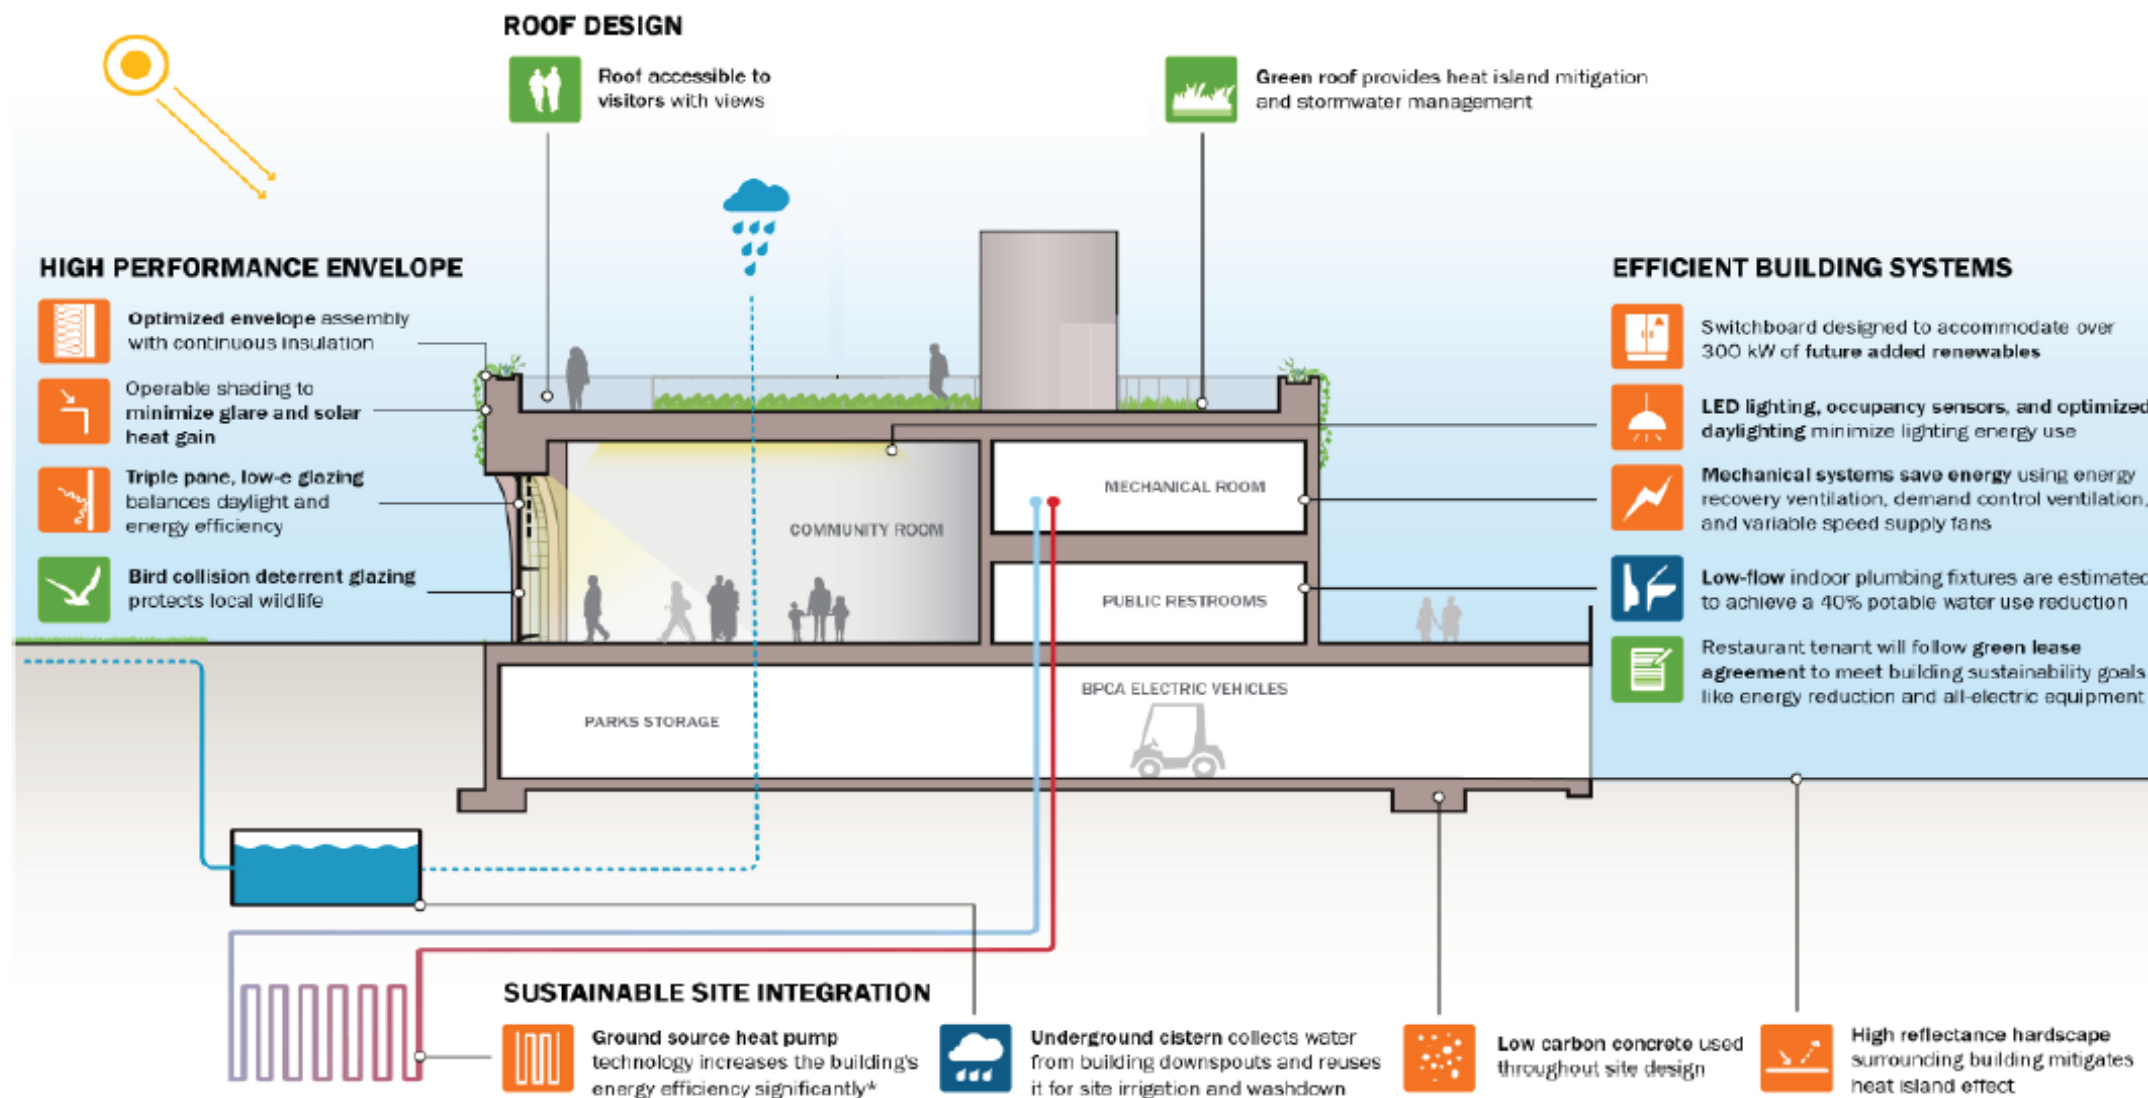 ROOF DESIGN
Roof accessible to
visitors with views
Green roof provides heat island mitigation
and stormwater management
HIGH PERFORMANCE ENVELOPE
Optimized envelope assembly
with continuous insulation
Operable shading to
minimize glare and solar
heat gain
Triple pane, low-e glazing
balances daylight and
energy efficiency
Bird collision deterrent glazing
protects local wildlife
COMMUNITY ROOM
MECHANICAL ROOM
PUBLIC RESTROOMS
PARKS STORAGE
BPCA ELECTRIC VEHICLES
EFFICIENT BUILDING SYSTEMS
Switchboard designed to accommodate over
300 kW of future added renewables
LED lighting, occupancy sensors, and optimized
daylighting minimize lighting energy use
Mechanical systems save energy using energy
recovery ventilation, demand control ventilation,
and variable speed supply fans
Low-flow indoor plumbing fixtures are estimated
to achieve a 40% potable water use reduction
Restaurant tenant will follow green lease
agreement to meet building sustainability goals
like energy reduction and all-electric equipment
SUSTAINABLE SITE INTEGRATION
Ground source heat pump
technology increases the building's
energy efficiency significantly*
Underground cistern collects water
from building downspouts and reuses
it for site irrigation and washdown
Low carbon concrete used
throughout site design
High reflectance hardscape
surrounding building mitigates
heat island effect